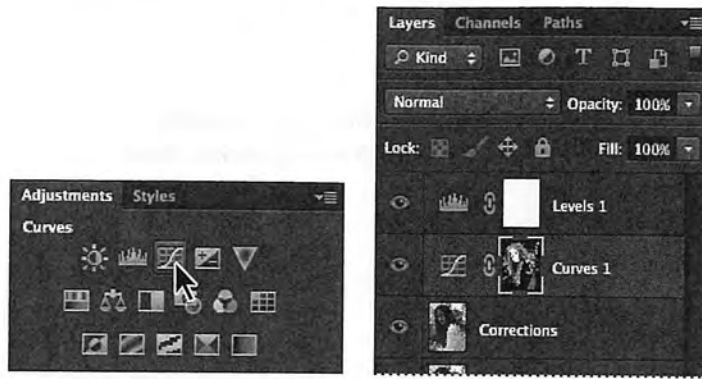 Adjustments Styles
Curves
Layers Channels Paths
Kind T
Normal Opacity: 100%
Lock: Fill: 100%
Levels 1
Curves 1
Corrections